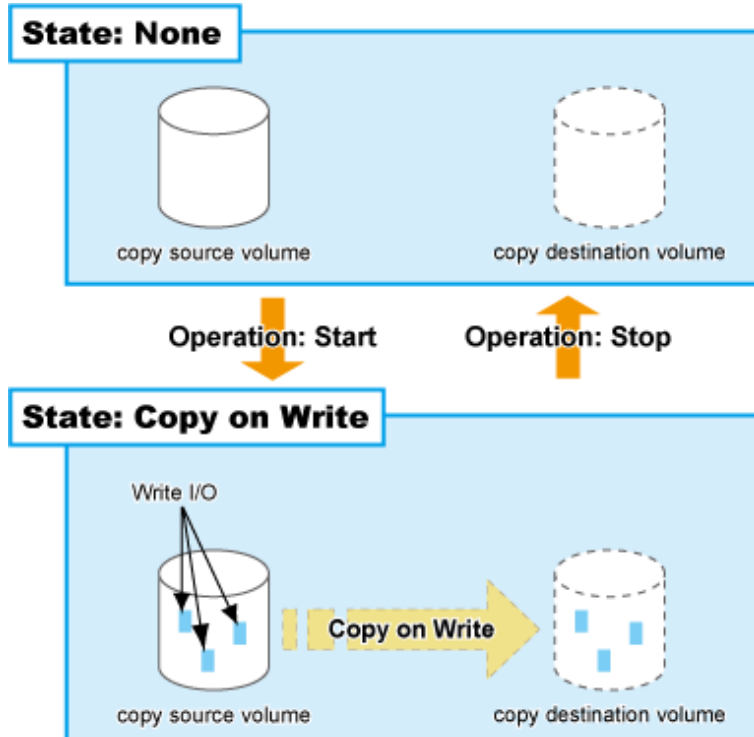 State: None
copy source volume
copy destination volume
Operation: Start
Operation: Stop
State: Copy on Write
Write I/O
Copy on Write
copy source volume
copy destination volume